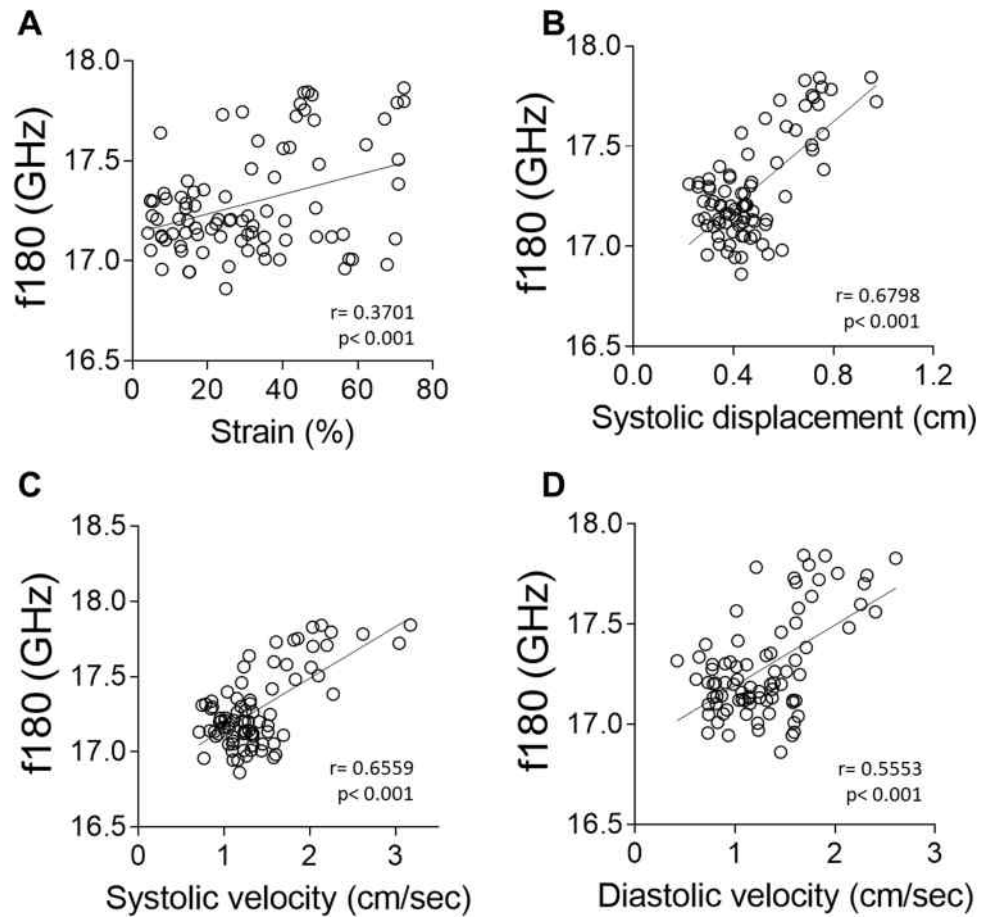 A
f180 (GHz)
18.0
17.5
17.0
16.5
0 20 40 60 80
Strain (%)
r= 0.3701
p< 0.001
B
f180 (GHz)
18.0
17.5
17.0
16.5
0.0 0.4 0.8 1.2
Systolic displacement (cm)
r= 0.6798
p< 0.001
C
f180 (GHz)
18.5
18.0
17.5
17.0
16.5
0 1 2 3
Systolic velocity (cm/sec)
r= 0.6559
p< 0.001
D
f180 (GHz)
18.0
17.5
17.0
16.5
0 1 2 3
Diastolic velocity (cm/sec)
r= 0.5553
p< 0.001